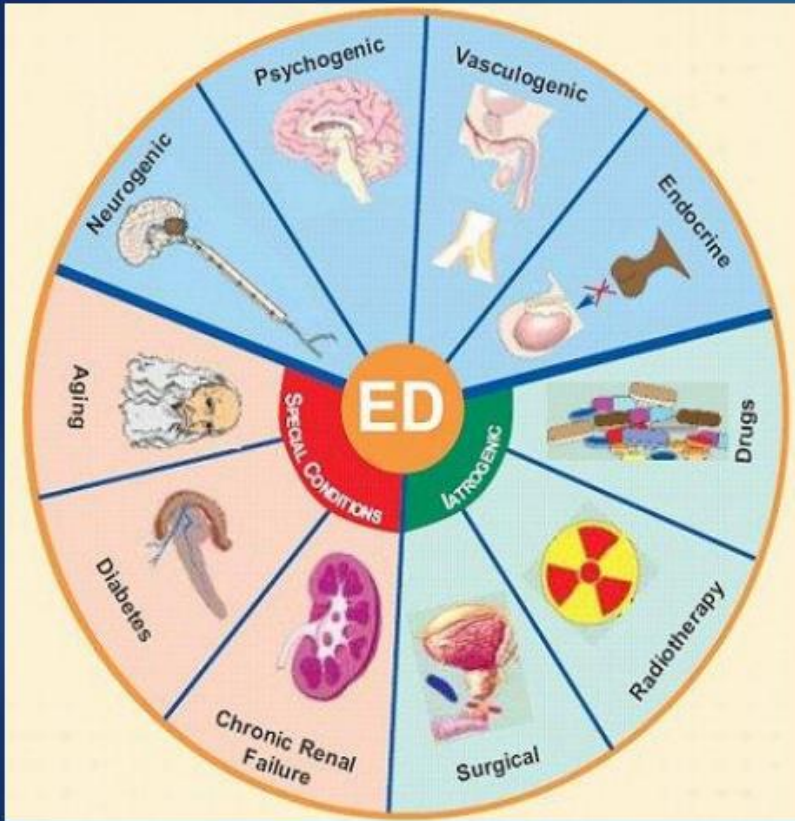 Psychogenic
Vasculogenic
Neurogenic
Endocrine
ED
Aging
SPECIAL CONDITIONS
IATROGENIC
Drugs
Diabetes
Radiotherapy
Chronic Renal
Failure
Surgical